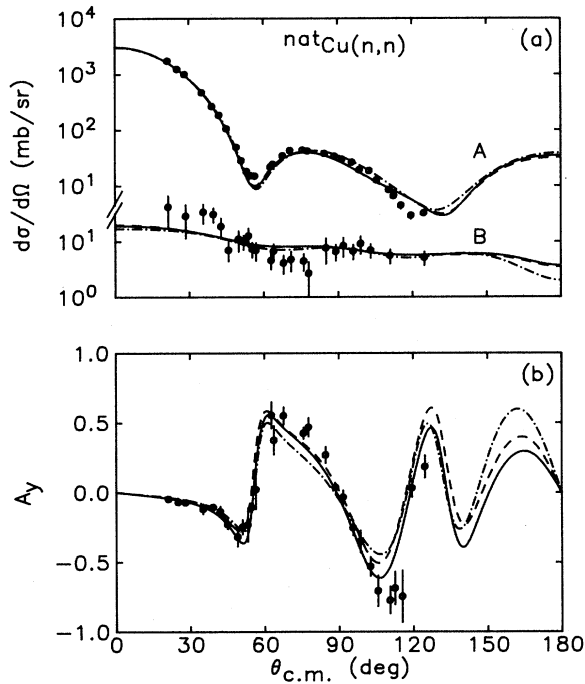 10⁴
natCu(n,n)
(a)
10³
10²
10¹
A
10¹
B
10⁰
dσ/dΩ (mb/sr)
1.0
(b)
0.5
0.0
−0.5
−1.0
Ay
0 30 60 90 120 150 180
θc.m. (deg)